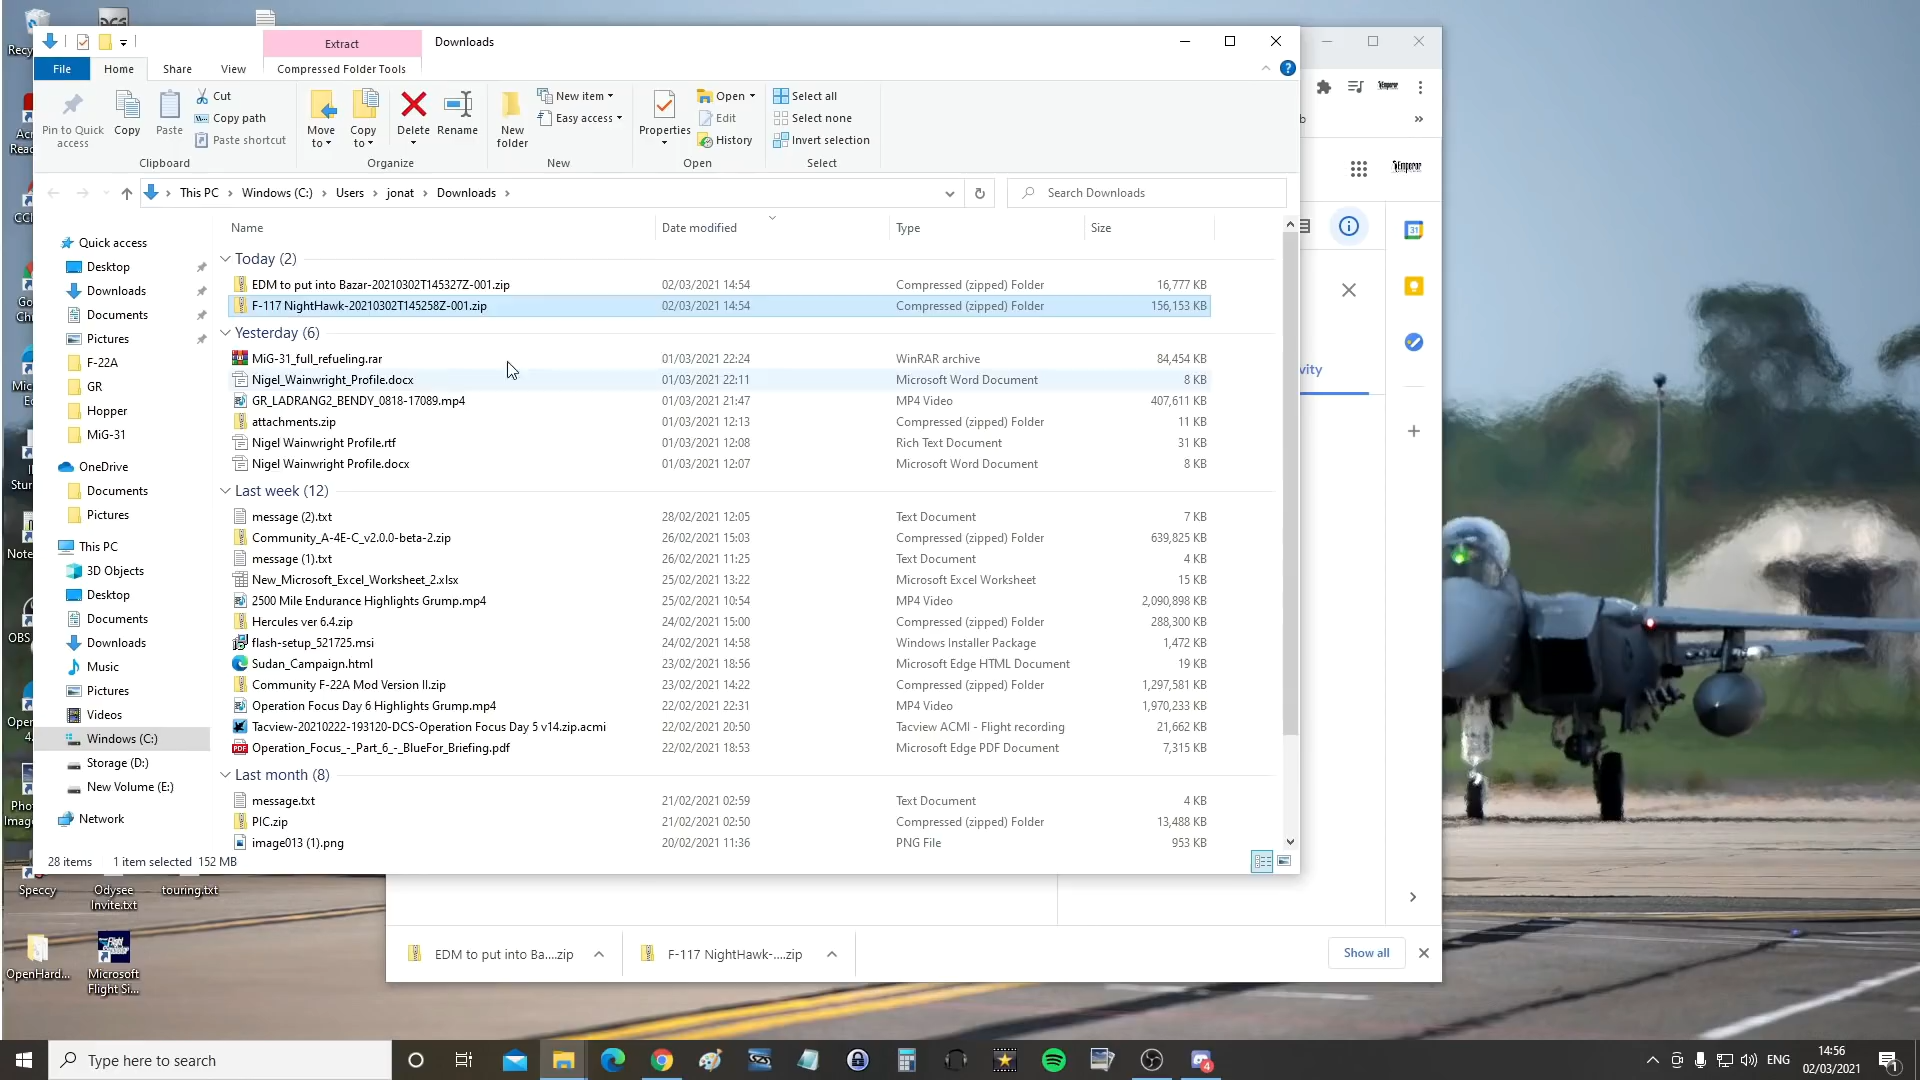 Extract
Downloads
File
Home
Share
View
Compressed Folder Tools
Pin to Quick access
Copy
Paste
Cut
Copy path
Paste shortcut
Move to
Copy to
Delete
Rename
New folder
New item
Easy access
Properties
Open
Edit
History
Select all
Select none
Invert selection
Clipboard
Organize
New
Open
Select
This PC
Windows (C:)
Users
jonat
Downloads
Search Downloads
Name
Date modified
Type
Size
Today (2)
EDM to put into Bazar-20210302T145327Z-001.zip 02/03/2021 14:54 Compressed (zipped) Folder 16,777 KB
F-117 NightHawk-20210302T145258Z-001.zip 02/03/2021 14:54 Compressed (zipped) Folder 156,153 KB
Yesterday (6)
MiG-31_full_refueling.rar 01/03/2021 22:24 WinRAR archive 84,454 KB
Nigel_Wainwright_Profile.docx 01/03/2021 22:11 Microsoft Word Document 8 KB
GR_LADRANG2_BENDY_0818-17089.mp4 01/03/2021 21:47 MP4 Video 407,611 KB
attachments.zip 01/03/2021 12:13 Compressed (zipped) Folder 11 KB
Nigel Wainwright Profile.rtf 01/03/2021 12:08 Rich Text Document 31 KB
Nigel Wainwright Profile.docx 01/03/2021 12:07 Microsoft Word Document 8 KB
Last week (12)
message (2).txt 28/02/2021 12:05 Text Document 7 KB
Community_A-4E-C_v2.0.0-beta-2.zip 26/02/2021 15:03 Compressed (zipped) Folder 639,825 KB
message (1).txt 26/02/2021 11:25 Text Document 4 KB
New_Microsoft_Excel_Worksheet_2.xlsx 25/02/2021 13:22 Microsoft Excel Worksheet 15 KB
2500 Mile Endurance Highlights Grump.mp4 25/02/2021 10:54 MP4 Video 2,090,898 KB
Hercules ver 6.4.zip 24/02/2021 15:00 Compressed (zipped) Folder 288,300 KB
flash-setup_521725.msi 24/02/2021 14:58 Windows Installer Package 1,472 KB
Sudan_Campaign.html 23/02/2021 18:56 Microsoft Edge HTML Document 19 KB
Community F-22A Mod Version II.zip 23/02/2021 14:22 Compressed (zipped) Folder 1,297,581 KB
Operation Focus Day 6 Highlights Grump.mp4 22/02/2021 22:31 MP4 Video 1,970,233 KB
Tacview-20210222-193120-DCS-Operation Focus Day 5 v14.zip.acmi 22/02/2021 20:50 Tacview ACMI - Flight recording 21,662 KB
Operation_Focus_-_Part_6_-_BlueFor_Briefing.pdf 22/02/2021 18:53 Microsoft Edge PDF Document 7,315 KB
Last month (8)
message.txt 21/02/2021 02:59 Text Document 4 KB
PIC.zip 21/02/2021 02:50 Compressed (zipped) Folder 13,488 KB
image013 (1).png 20/02/2021 11:36 PNG File 953 KB
Quick access
Desktop
Downloads
Documents
Pictures
F-22A
GR
Hopper
MiG-31
OneDrive
Documents
Pictures
This PC
3D Objects
Desktop
Documents
Downloads
Music
Pictures
Videos
Windows (C:)
Storage (D:)
New Volume (E:)
Network
28 items
1 item selected 152 MB
vity
Speccy
Odysee Invite.txt
touring.txt
OpenHard...
Microsoft Flight Si...
EDM to put into Ba....zip
F-117 NightHawk-....zip
Show all
Type here to search
ENG
14:56
02/03/2021